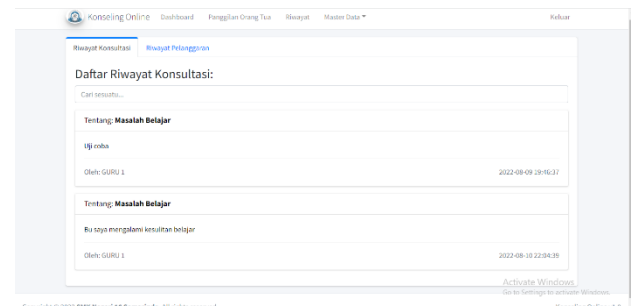 Konseling Online Dashboard Panggilan Orang Tua Riwayat Master Data Keluar
Riwayat Konsultasi Riwayat Pelanggaran
Daftar Riwayat Konsultasi:
Cari sesuatu...
Tentang: Masalah Belajar
Uji coba
Oleh: GURU 1 2022-08-09 19:46:37
Tentang: Masalah Belajar
Bu saya mengalami kesulitan belajar
Oleh: GURU 1 2022-08-10 22:04:39
Activate Windows
Go to Settings to activate Windows.